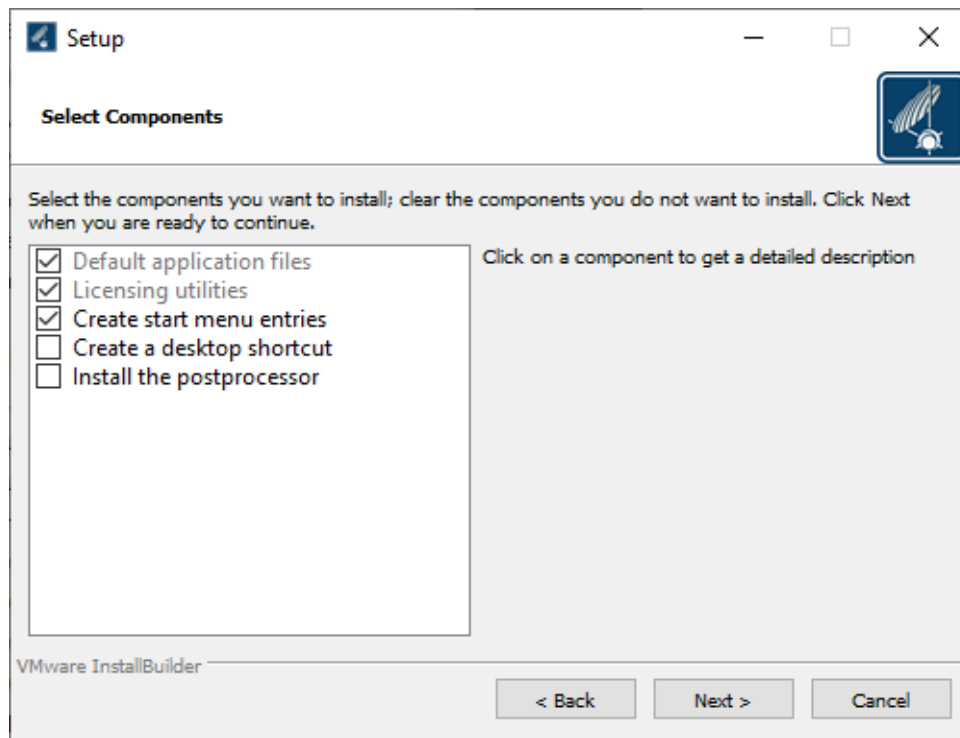 Setup
Select Components
Select the components you want to install; clear the components you do not want to install. Click Next
when you are ready to continue.
Default application files
Licensing utilities
Create start menu entries
Create a desktop shortcut
Install the postprocessor
Click on a component to get a detailed description
VMware InstallBuilder
< Back
Next >
Cancel